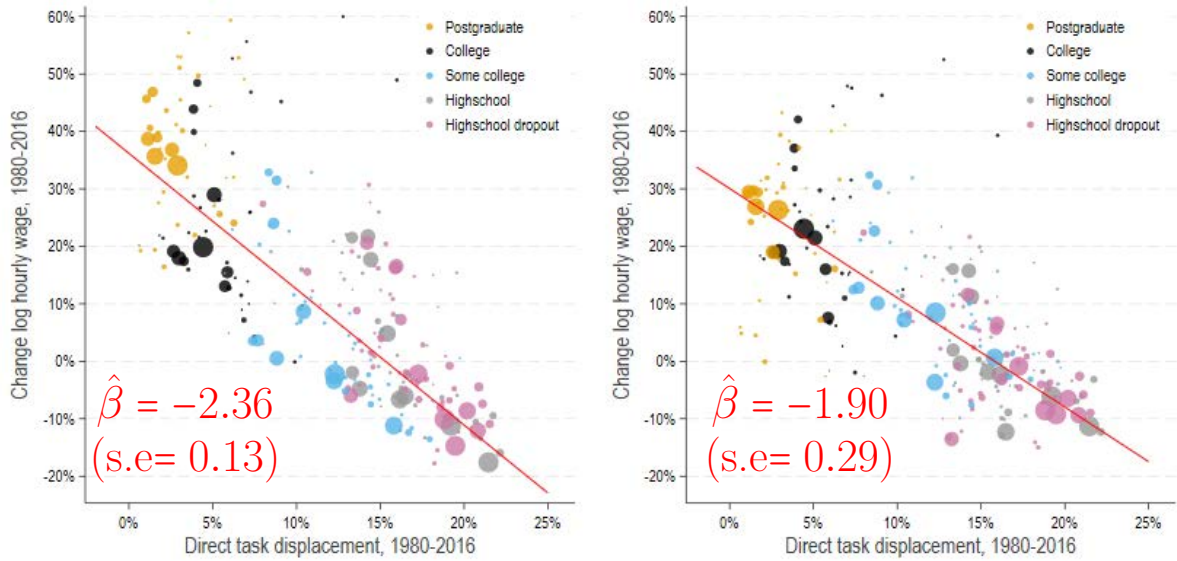 60%
50%
40%
30%
20%
10%
0%
-10%
-20%
Change log hourly wage, 1980-2016
Postgraduate
College
Some college
Highschool
Highschool dropout
β̂ = −2.36
(s.e= 0.13)
0%
5%
10%
15%
20%
25%
Direct task displacement, 1980-2016
60%
50%
40%
30%
20%
10%
0%
-10%
-20%
Change log hourly wage, 1980-2016
Postgraduate
College
Some college
Highschool
Highschool dropout
β̂ = −1.90
(s.e= 0.29)
0%
5%
10%
15%
20%
25%
Direct task displacement, 1980-2016